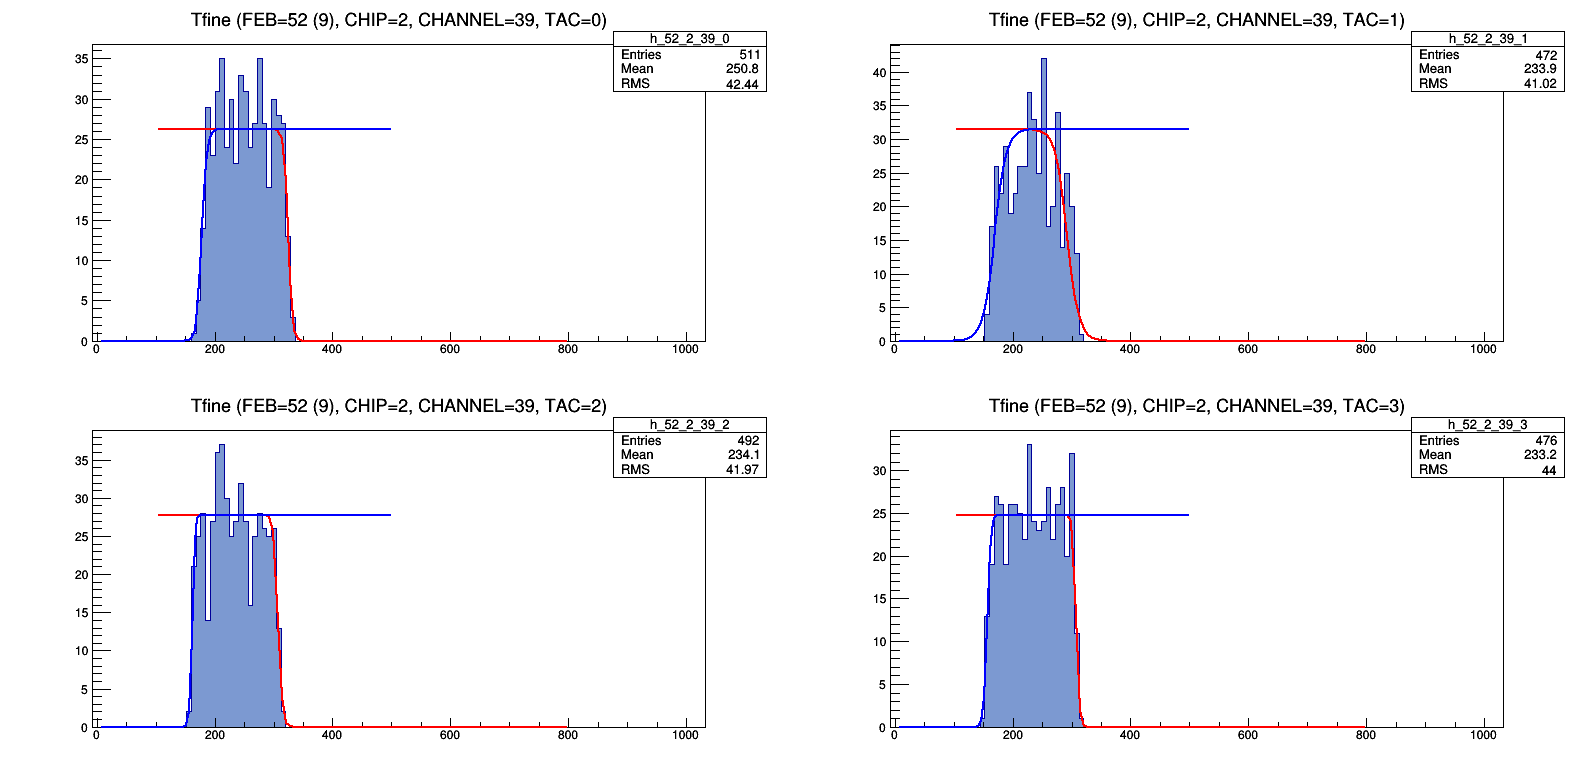 Tfine (FEB=52 (9), CHIP=2, CHANNEL=39, TAC=0)
h_52_2_39_0
Entries 511
Mean 250.8
RMS 42.44
35
30
25
20
15
10
5
0
0 200 400 600 800 1000
Tfine (FEB=52 (9), CHIP=2, CHANNEL=39, TAC=1)
h_52_2_39_1
Entries 472
Mean 233.9
RMS 41.02
40
35
30
25
20
15
10
5
0
0 200 400 600 800 1000
Tfine (FEB=52 (9), CHIP=2, CHANNEL=39, TAC=2)
h_52_2_39_2
Entries 492
Mean 234.1
RMS 41.97
35
30
25
20
15
10
5
0
0 200 400 600 800 1000
Tfine (FEB=52 (9), CHIP=2, CHANNEL=39, TAC=3)
h_52_2_39_3
Entries 476
Mean 233.2
RMS 44
30
25
20
15
10
5
0
0 200 400 600 800 1000